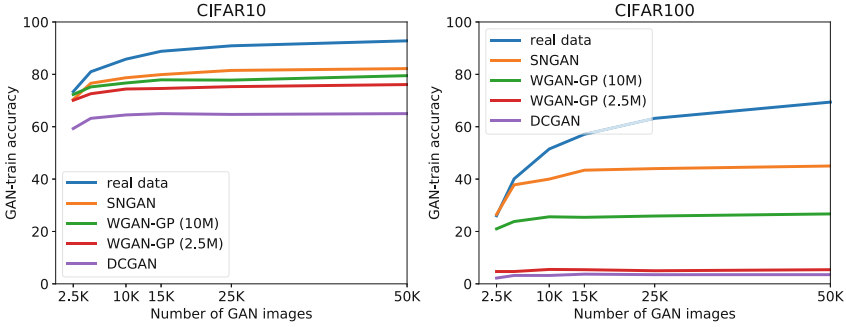 CIFAR10
100
80
60
40
20
0
GAN-train accuracy
real data
SNGAN
WGAN-GP (10M)
WGAN-GP (2.5M)
DCGAN
2.5K 10K 15K 25K 50K
Number of GAN images
CIFAR100
100
80
60
40
20
0
GAN-train accuracy
real data
SNGAN
WGAN-GP (10M)
WGAN-GP (2.5M)
DCGAN
2.5K 10K 15K 25K 50K
Number of GAN images